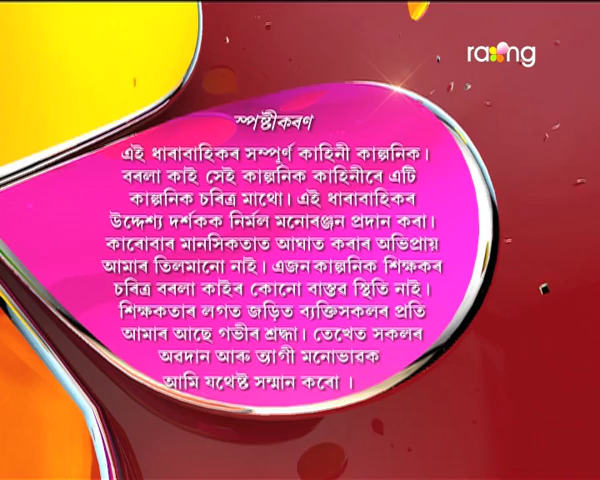 raong
স্পষ্টীকৰণ
এই ধাৰাবাহিকৰ সম্পূৰ্ণ কাহিনী কাল্পনিক।
বৰলা কাই সেই কাল্পনিক কাহিনীৰে এটি
কাল্পনিক চৰিত্ৰ মাথো। এই ধাৰাবাহিকৰ
উদ্দেশ্য দৰ্শকক নিৰ্মল মনোৰঞ্জন প্ৰদান কৰা।
কাৰোবাৰ মানসিকতাত আঘাত কৰাৰ অভিপ্ৰায়
আমাৰ তিলমানো নাই। এজন কাল্পনিক শিক্ষকৰ
চৰিত্ৰ বৰলা কাইৰ কোনো বাস্তৱ স্থিতি নাই।
শিক্ষকতাৰ লগত জড়িত ব্যক্তিসকলৰ প্ৰতি
আমাৰ আছে গভীৰ শ্ৰদ্ধা। তেখেত সকলৰ
অৱদান আৰু ত্যাগী মনোভাৱক
আমি যথেষ্ট সন্মান কৰো ।